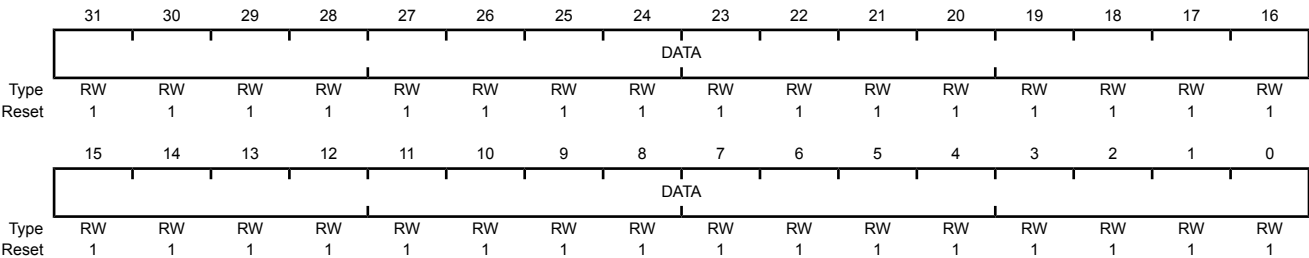 31 30 29 28 27 26 25 24 23 22 21 20 19 18 17 16
DATA
Type RW RW RW RW RW RW RW RW RW RW RW RW RW RW RW RW
Reset 1 1 1 1 1 1 1 1 1 1 1 1 1 1 1 1
15 14 13 12 11 10 9 8 7 6 5 4 3 2 1 0
DATA
Type RW RW RW RW RW RW RW RW RW RW RW RW RW RW RW RW
Reset 1 1 1 1 1 1 1 1 1 1 1 1 1 1 1 1